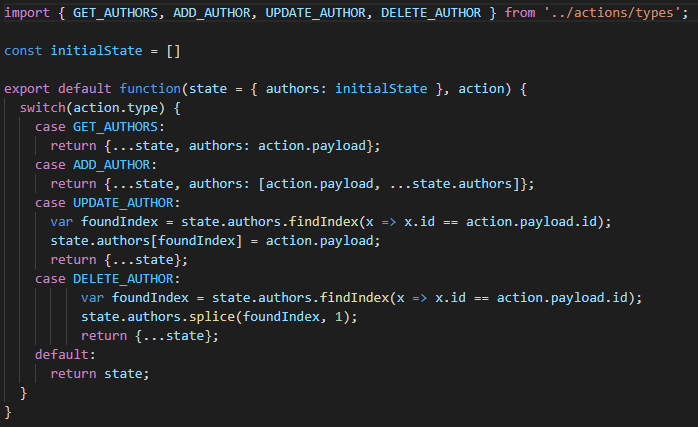 import { GET_AUTHORS, ADD_AUTHOR, UPDATE_AUTHOR, DELETE_AUTHOR } from '../actions/types';

const initialState = []

export default function(state = { authors: initialState }, action) {
  switch(action.type) {
    case GET_AUTHORS:
      return {...state, authors: action.payload};
    case ADD_AUTHOR:
      return {...state, authors: [action.payload, ...state.authors]};
    case UPDATE_AUTHOR:
      var foundIndex = state.authors.findIndex(x => x.id == action.payload.id);
      state.authors[foundIndex] = action.payload;
      return {...state};
    case DELETE_AUTHOR:
          var foundIndex = state.authors.findIndex(x => x.id == action.payload.id);
          state.authors.splice(foundIndex, 1);
          return {...state};
    default:
      return state;
  }
}